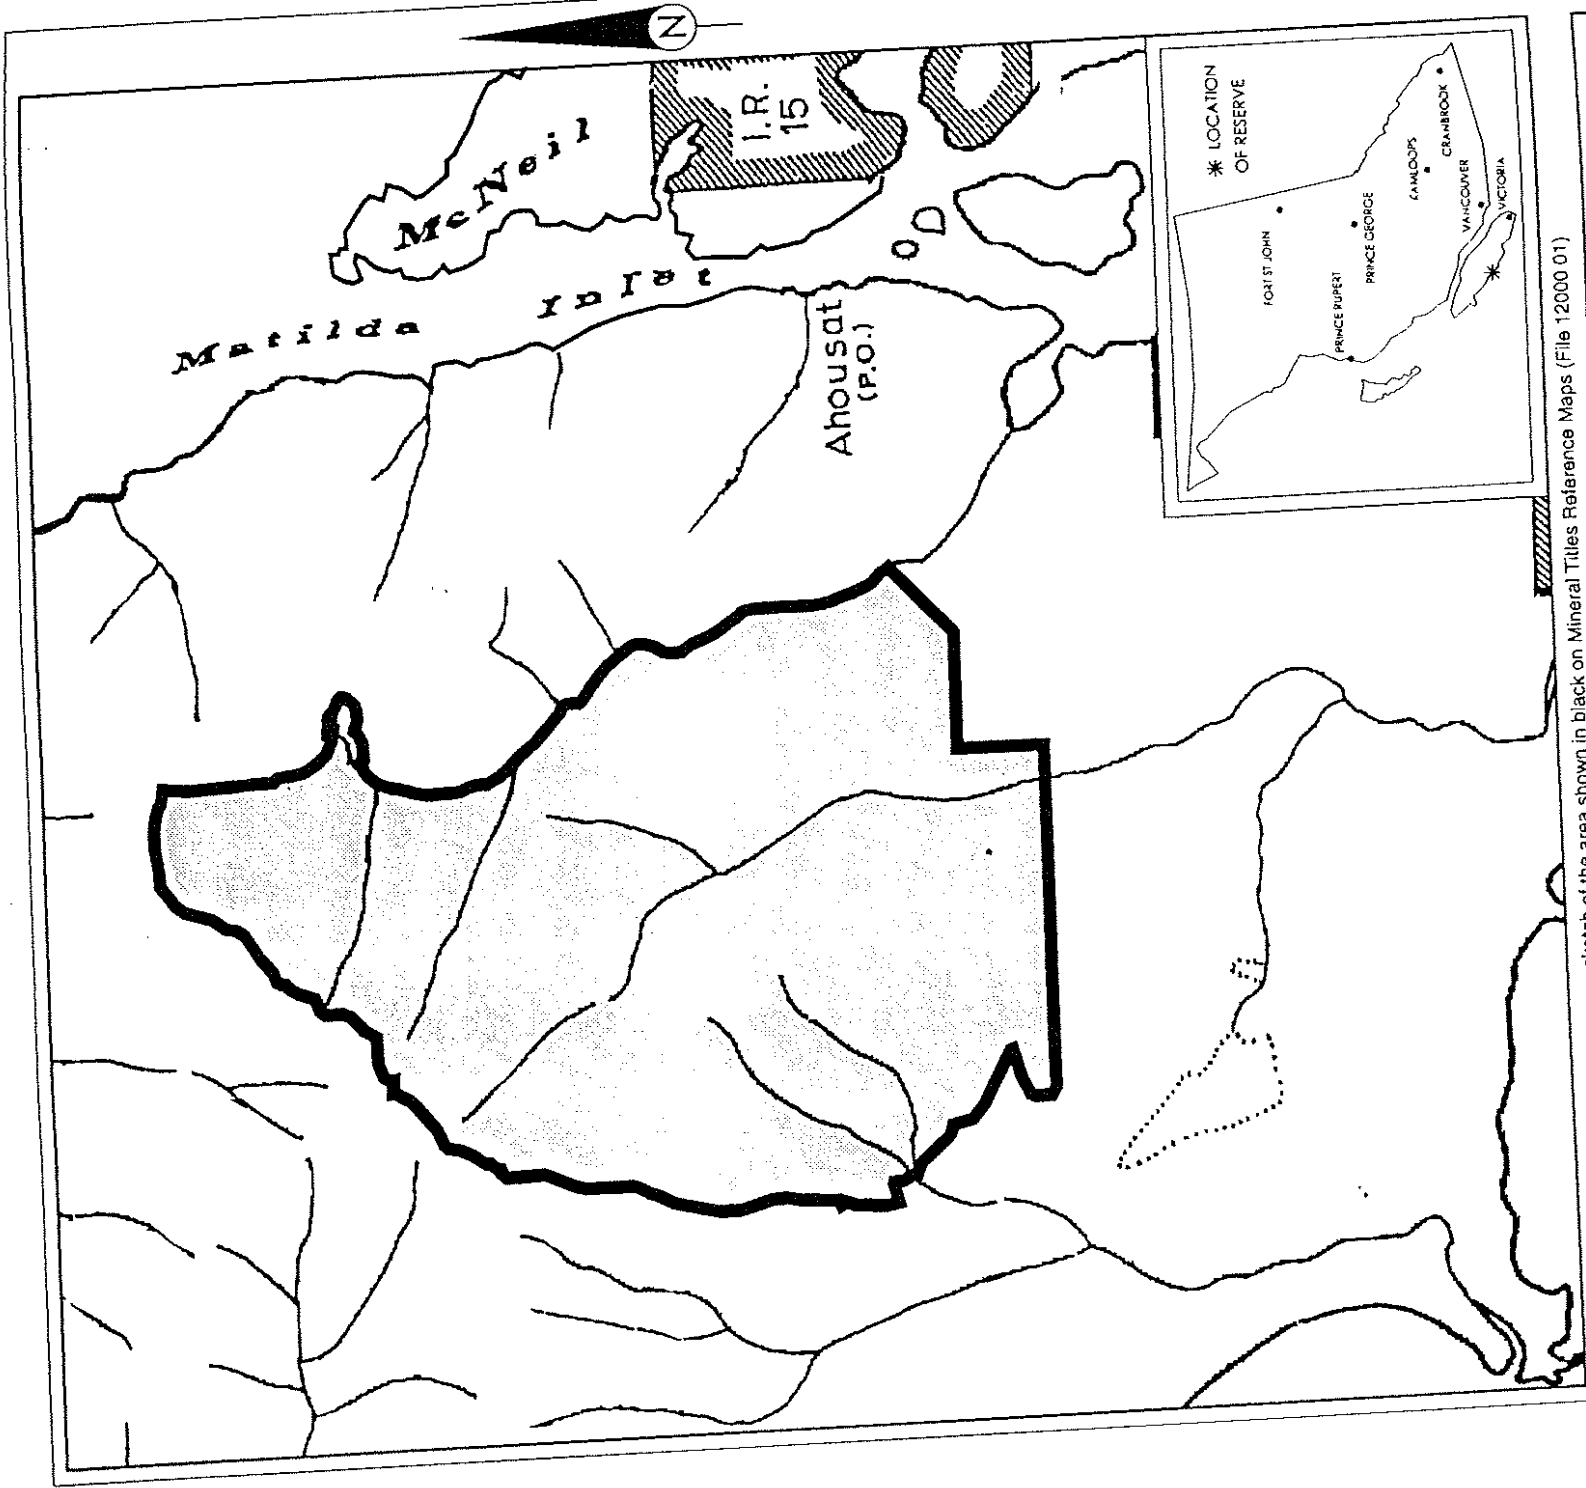 N
McNeil
Matilda Inlet
I.R.
15
Ahousat
(P.O.)
* LOCATION
OF RESERVE
FORT ST JOHN
PRINCE RUPERT
PRINCE GEORGE
KAMLOOPS
CRANBROOK
VANCOUVER
VICTORIA
of the area shown in black on Mineral Titles Reference Maps (File 12000 01)